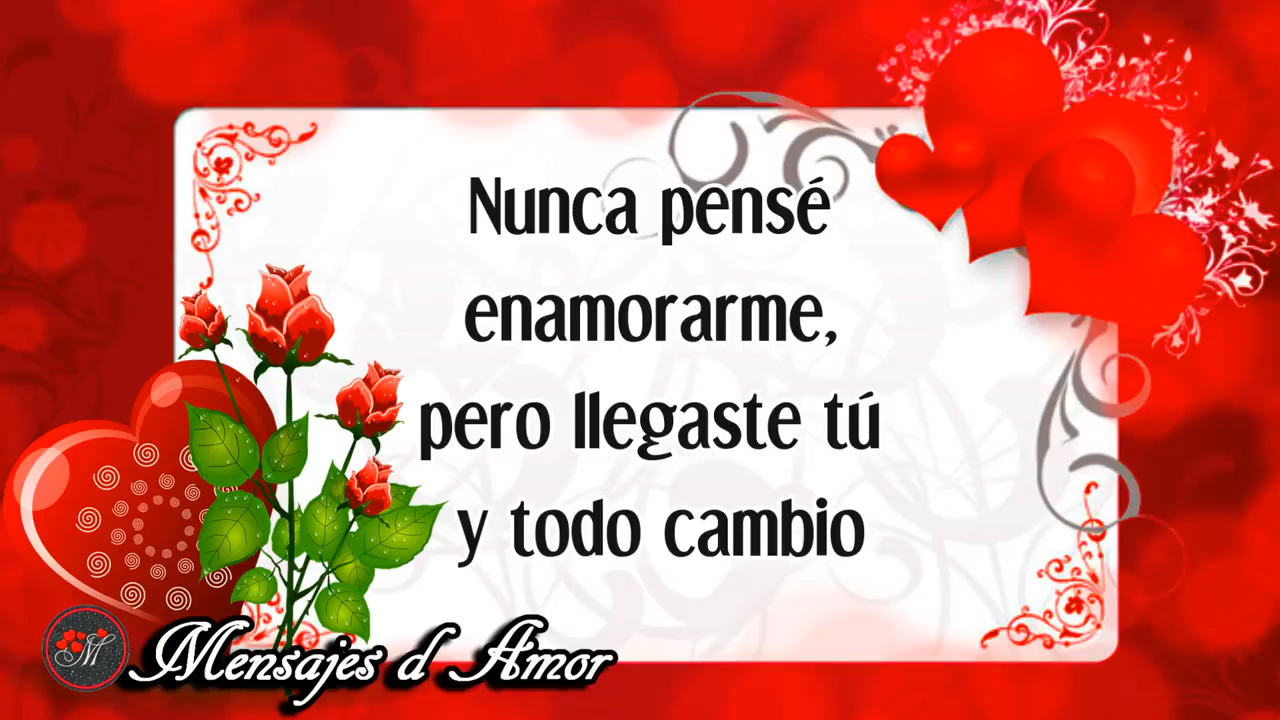 Nunca pensé
enamorarme,
pero llegaste tú
y todo cambio
M
Mensajes d Amor